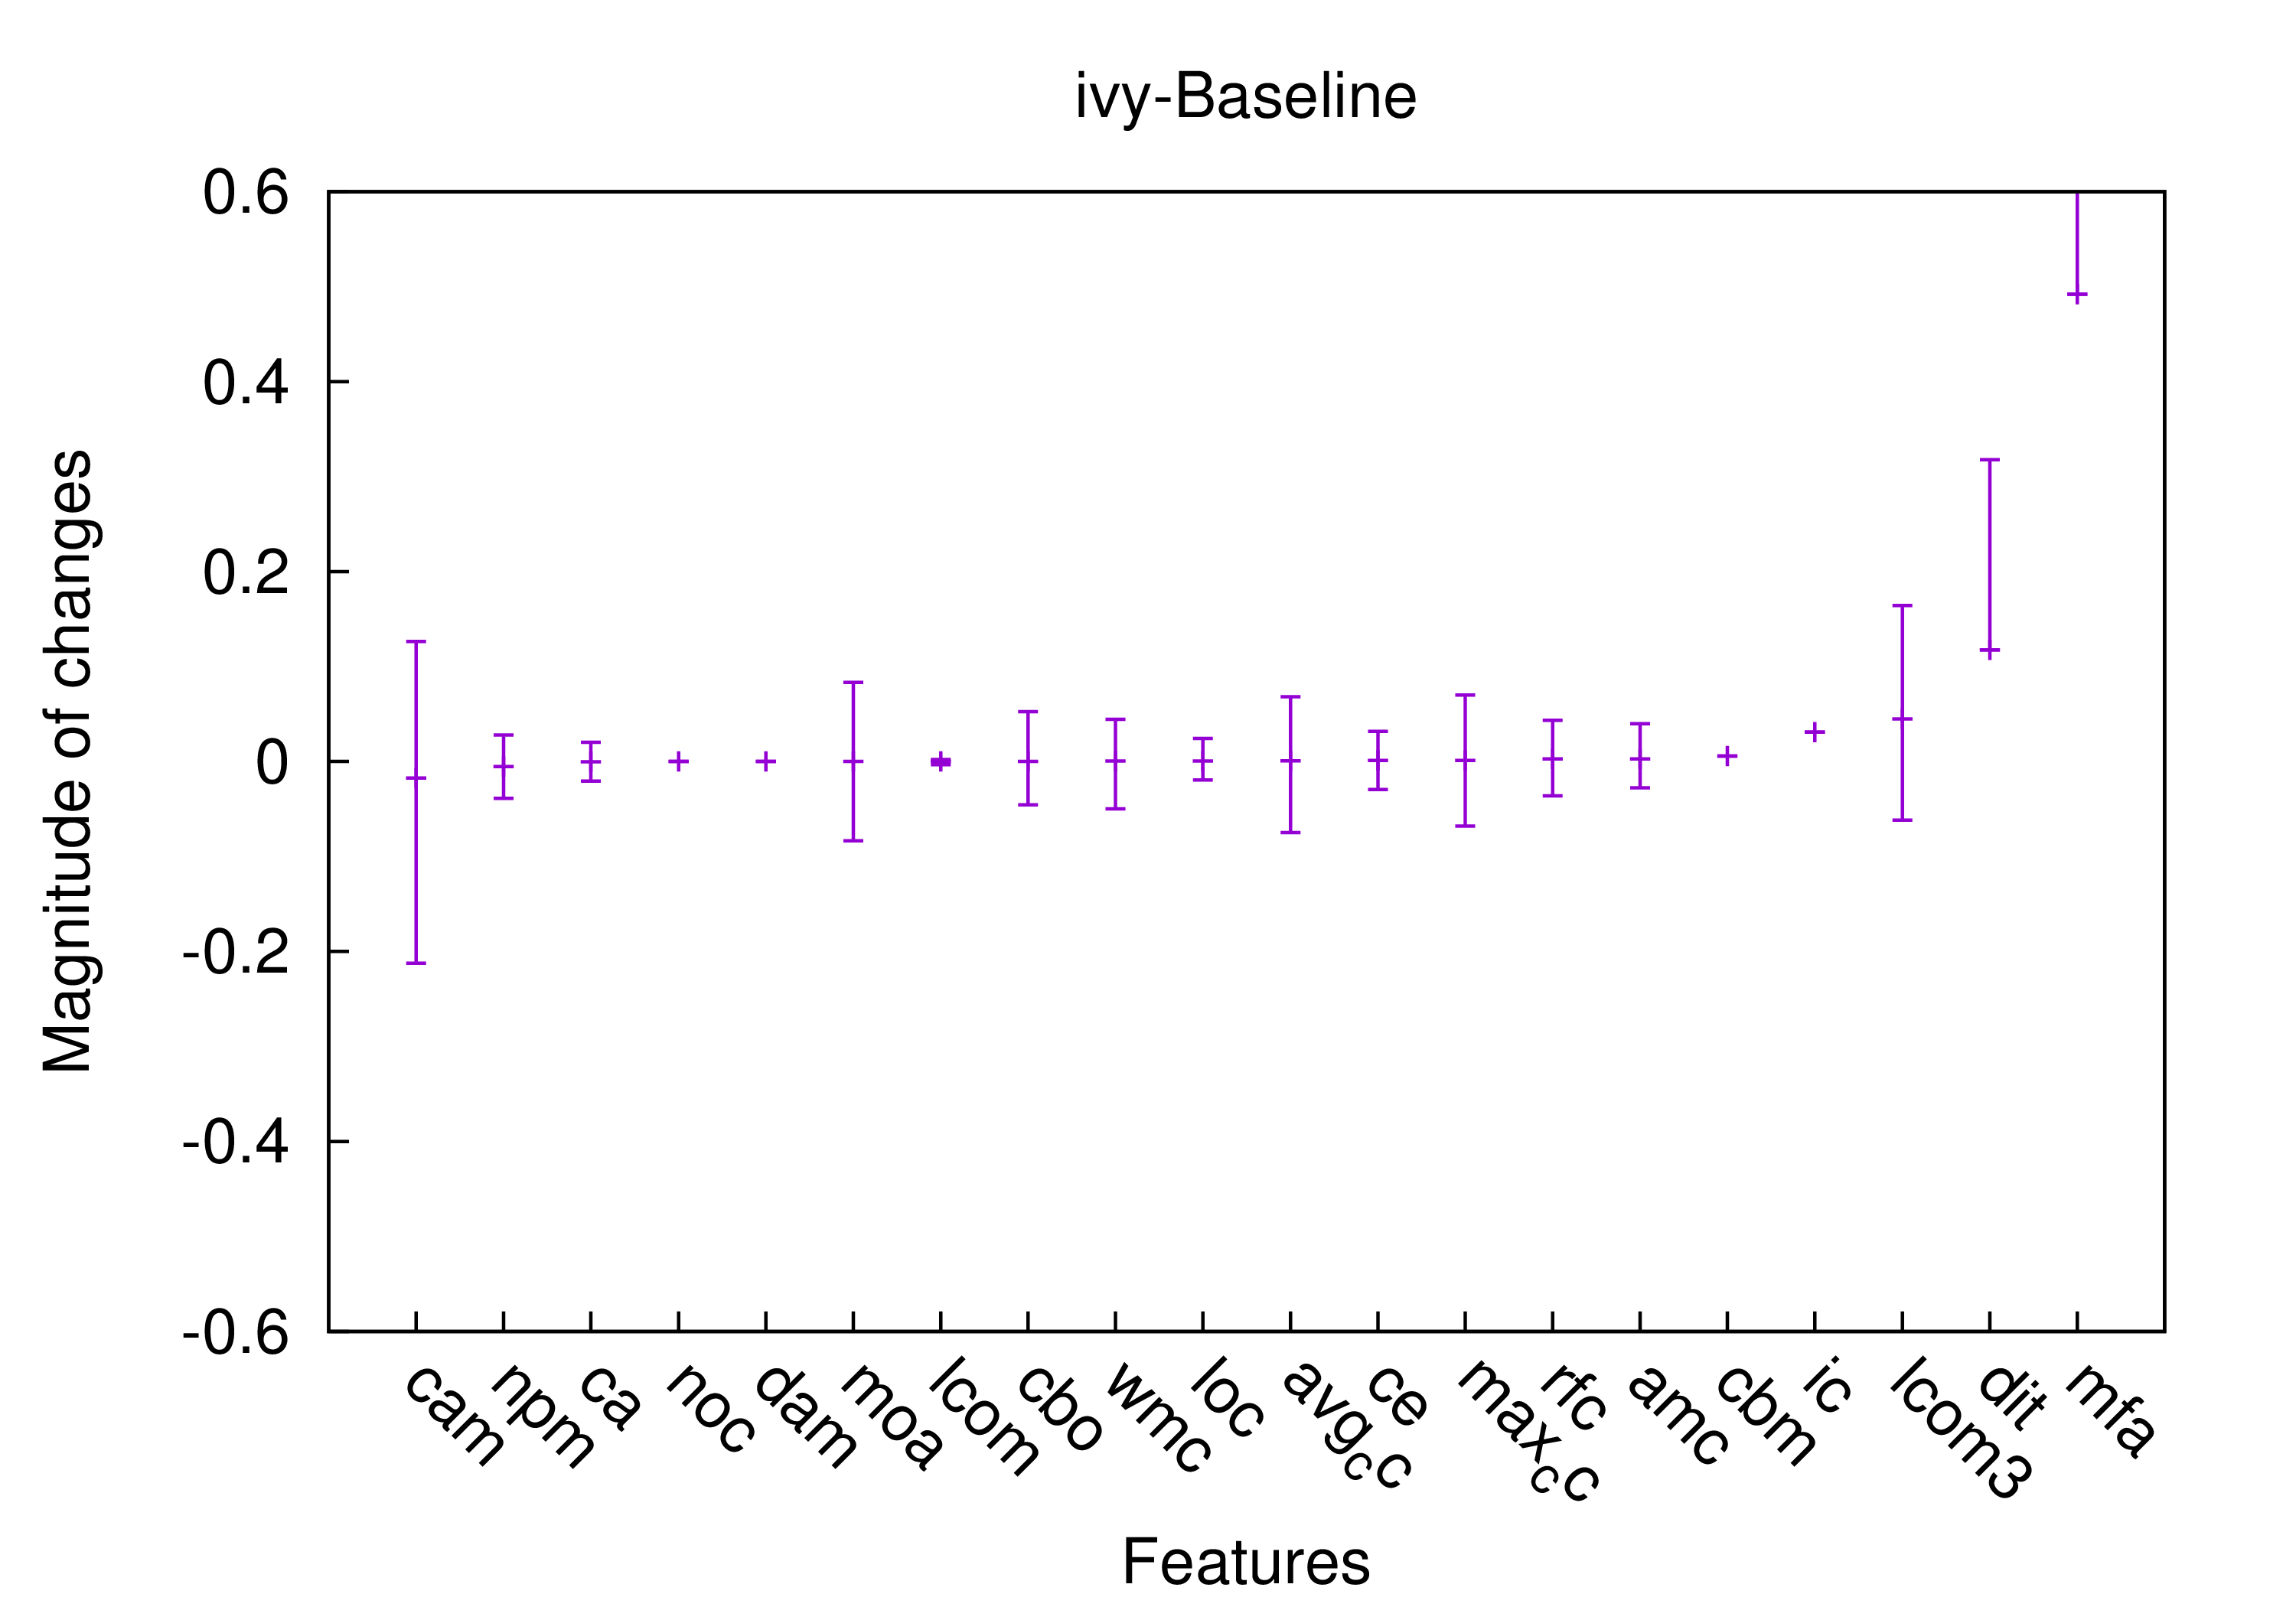 ivy-Baseline
0.6
0.4
0.2
0
-0.2
-0.4
-0.6
Magnitude of changes
cam
npm
ca
noc
dam
moa
lcom
cbo
wmc
loc
avgcc
ce
maxcc
rfc
amc
cbm
ic
lcom3
dit
mfa
Features